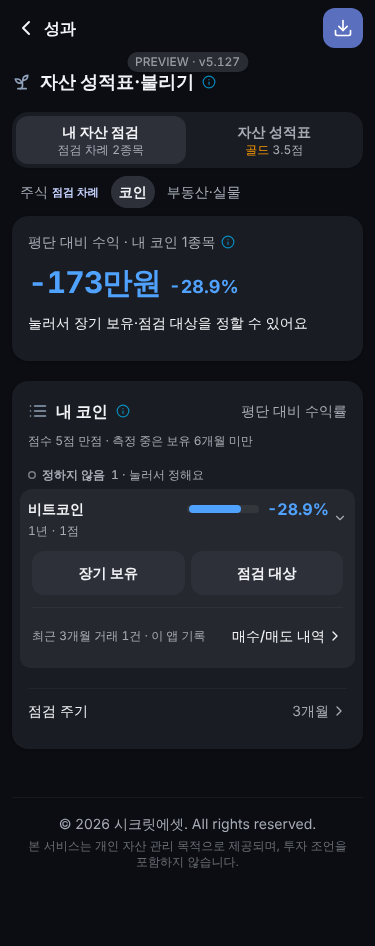 성과
PREVIEW · v5.127
자산 성적표·불리기
내 자산 점검
점검 차례 2종목
자산 성적표
골드 3.5점
주식 점검 차례 코인 부동산·실물
평단 대비 수익 · 내 코인 1종목
-173만원 -28.9%
눌러서 장기 보유·점검 대상을 정할 수 있어요
내 코인 평단 대비 수익률
점수 5점 만점 · 측정 중은 보유 6개월 미만
정하지 않음 1 · 눌러서 정해요
비트코인 -28.9%
1년 · 1점
장기 보유 점검 대상
최근 3개월 거래 1건 · 이 앱 기록 매수/매도 내역
점검 주기 3개월
© 2026 시크릿에셋. All rights reserved.
본 서비스는 개인 자산 관리 목적으로 제공되며, 투자 조언을
포함하지 않습니다.